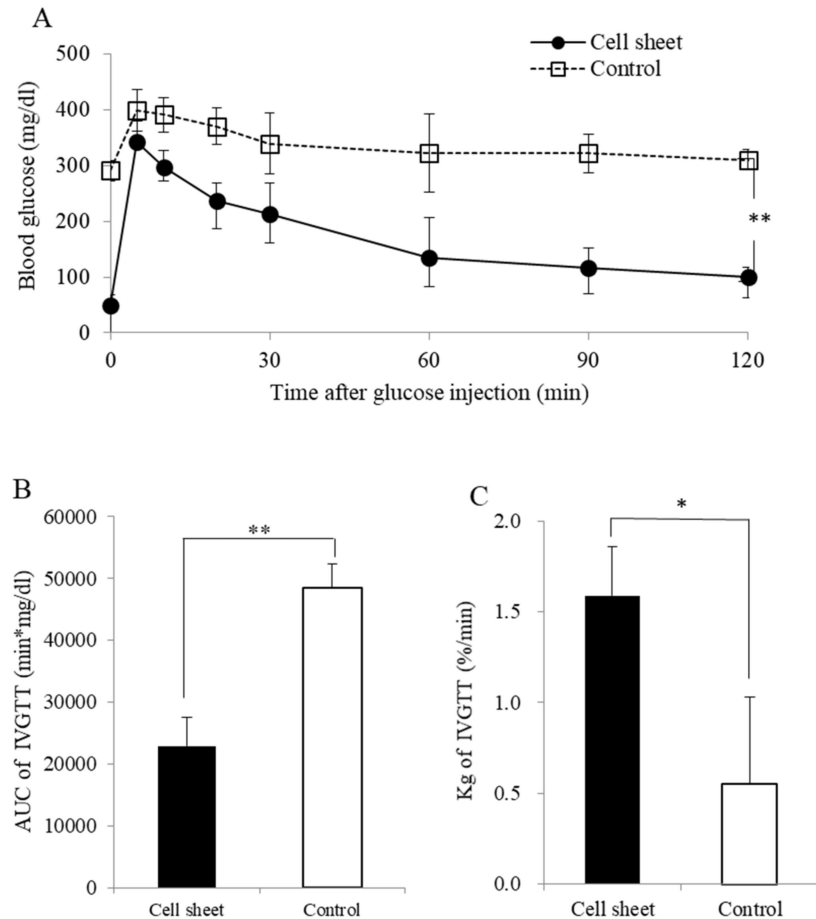 A
Cell sheet
Control
Blood glucose (mg/dl)
500
400
300
200
100
0
**
0 30 60 90 120
Time after glucose injection (min)
B
AUC of IVGTT (min*mg/dl)
60000
50000
40000
30000
20000
10000
0
**
Cell sheet Control
C
Kg of IVGTT (%/min)
2.0
1.5
1.0
0.5
0.0
*
Cell sheet Control